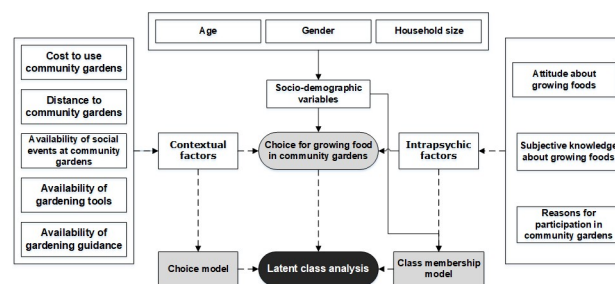 Age
Gender
Household size
Cost to use
community gardens
Distance to
community gardens
Availability of social
events at community
gardens
Availability of
gardening tools
Availability of
gardening guidance
Socio-demographic
variables
Contextual
factors
Choice for growing food
in community gardens
Intrapsychic
factors
Attitude about
growing foods
Subjective knowledge
about growing foods
Reasons for
participation in
community gardens
Choice model
Latent class analysis
Class membership
model